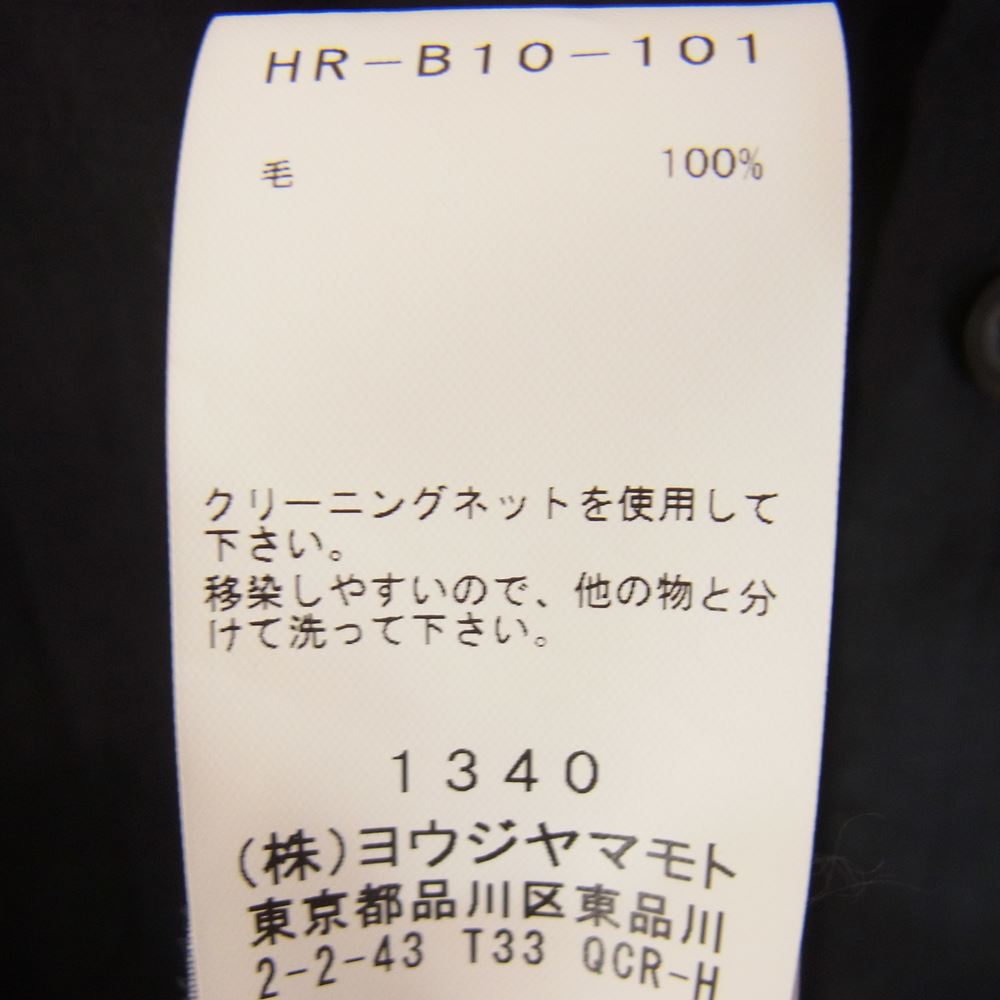 HR-B10-101
毛 100%
クリーニングネットを使用して
下さい。
移染しやすいので、他の物と分
けて洗って下さい。
1340
(株)ヨウジヤマモト
東京都品川区東品川
2-2-43 T33 QCR-H